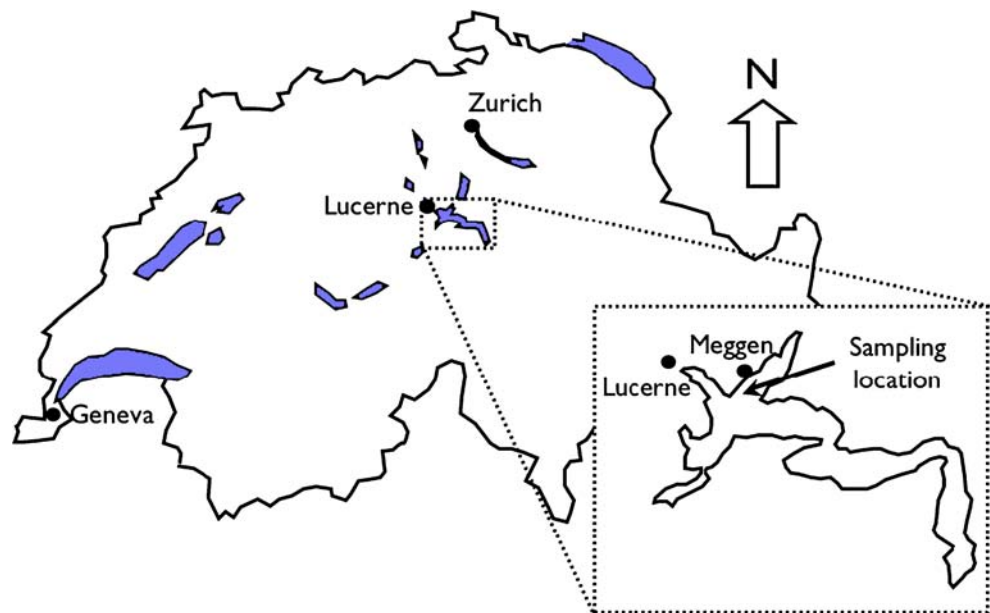 N
Zurich
Lucerne
Geneva
Meggen
Lucerne
Sampling
location